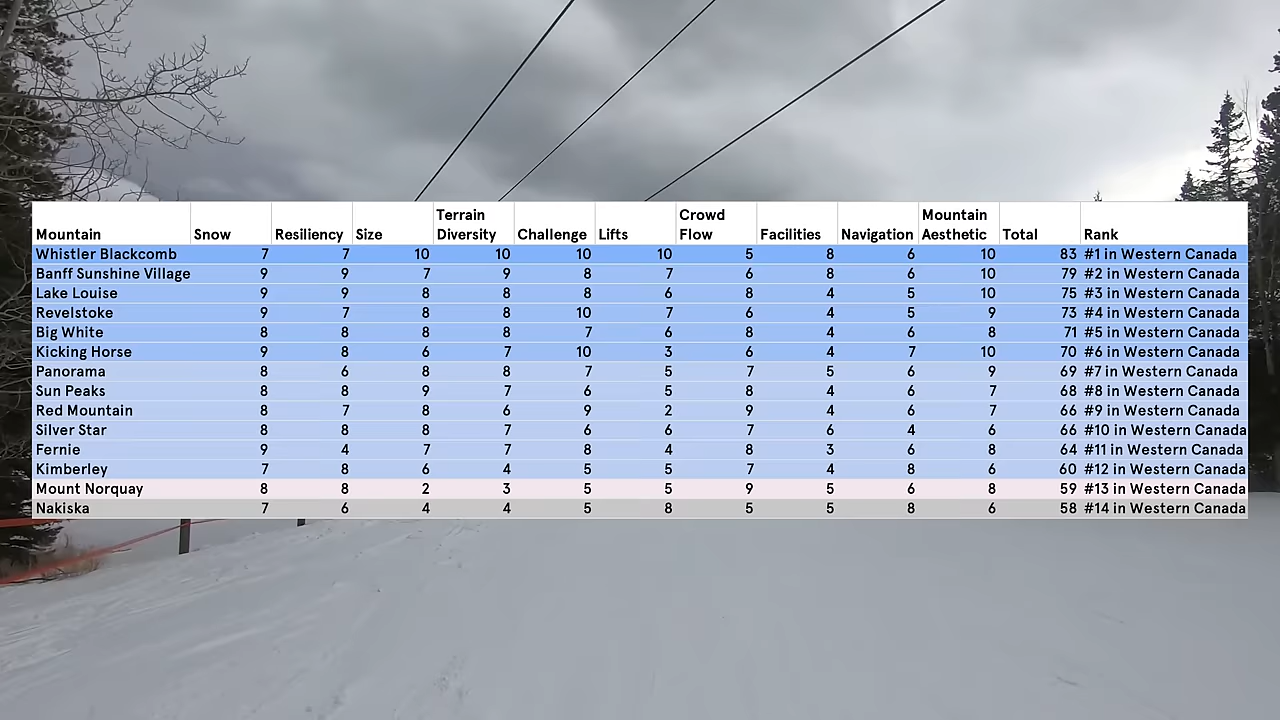 Mountain Snow Resiliency Size Terrain Diversity Challenge Lifts Crowd Flow Facilities Navigation Mountain Aesthetic Total Rank
Whistler Blackcomb 7 7 10 10 10 10 5 8 6 10 83 #1 in Western Canada
Banff Sunshine Village 9 9 7 9 8 7 6 8 6 10 79 #2 in Western Canada
Lake Louise 9 9 8 8 8 6 8 4 5 10 75 #3 in Western Canada
Revelstoke 9 7 8 8 10 7 6 4 5 9 73 #4 in Western Canada
Big White 8 8 8 8 7 6 8 4 6 8 71 #5 in Western Canada
Kicking Horse 9 8 6 7 10 3 6 4 7 10 70 #6 in Western Canada
Panorama 8 6 8 8 7 5 7 5 6 9 69 #7 in Western Canada
Sun Peaks 8 8 9 7 6 5 8 4 6 7 68 #8 in Western Canada
Red Mountain 8 7 8 6 9 2 9 4 6 7 66 #9 in Western Canada
Silver Star 8 8 8 7 6 6 7 6 4 6 66 #10 in Western Canada
Fernie 9 4 7 7 8 4 8 3 6 8 64 #11 in Western Canada
Kimberley 7 8 6 4 5 5 7 4 8 6 60 #12 in Western Canada
Mount Norquay 8 8 2 3 5 5 9 5 6 8 59 #13 in Western Canada
Nakiska 7 6 4 4 5 8 5 5 8 6 58 #14 in Western Canada